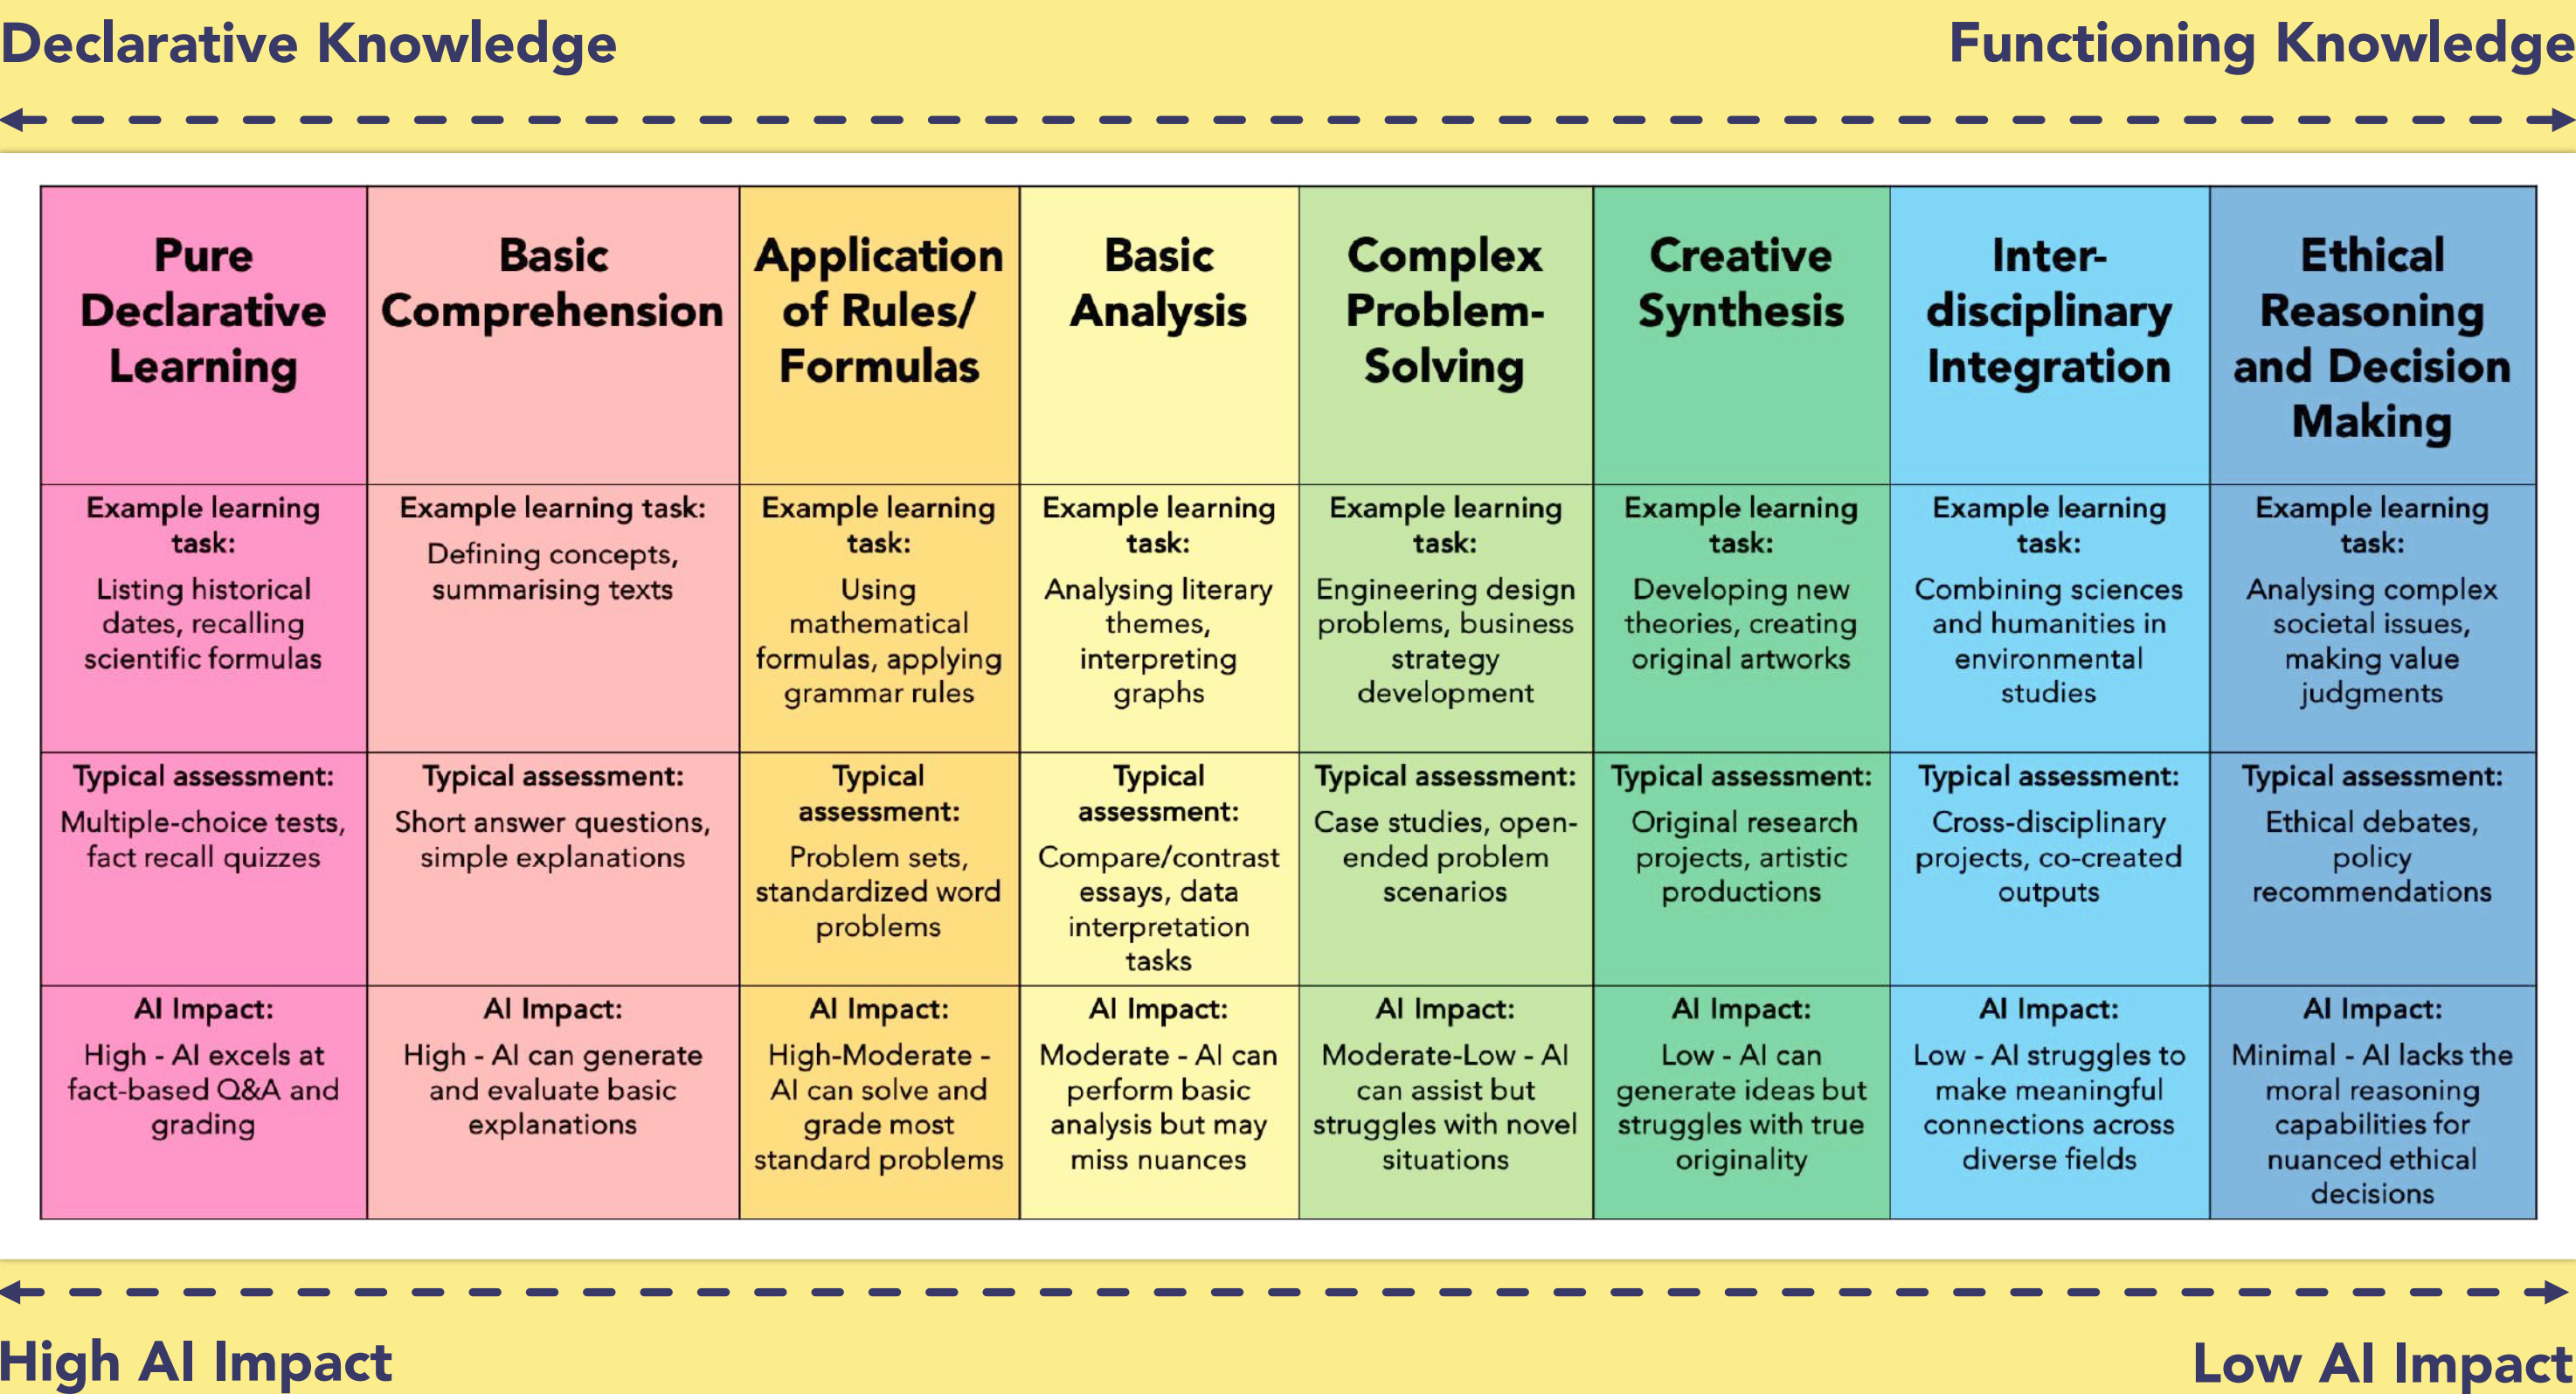 Declarative Knowledge
Functioning Knowledge
Pure
Declarative
Learning
Basic
Comprehension
Application
of Rules/
Formulas
Basic
Analysis
Complex
Problem-
Solving
Creative
Synthesis
Inter-
disciplinary
Integration
Ethical
Reasoning
and Decision
Making
Example learning
task:
Listing historical
dates, recalling
scientific formulas
Example learning task:
Defining concepts,
summarising texts
Example learning
task:
Using
mathematical
formulas, applying
grammar rules
Example learning
task:
Analysing literary
themes,
interpreting
graphs
Example learning
task:
Engineering design
problems, business
strategy
development
Example learning
task:
Developing new
theories, creating
original artworks
Example learning
task:
Combining sciences
and humanities in
environmental
studies
Example learning
task:
Analysing complex
societal issues,
making value
judgments
Typical assessment:
Multiple-choice tests,
fact recall quizzes
Typical assessment:
Short answer questions,
simple explanations
Typical
assessment:
Problem sets,
standardized word
problems
Typical
assessment:
Compare/contrast
essays, data
interpretation
tasks
Typical assessment:
Case studies, open-
ended problem
scenarios
Typical assessment:
Original research
projects, artistic
productions
Typical assessment:
Cross-disciplinary
projects, co-created
outputs
Typical assessment:
Ethical debates,
policy
recommendations
AI Impact:
High - AI excels at
fact-based Q&A and
grading
AI Impact:
High - AI can generate
and evaluate basic
explanations
AI Impact:
High-Moderate -
AI can solve and
grade most
standard problems
AI Impact:
Moderate - AI can
perform basic
analysis but may
miss nuances
AI Impact:
Moderate-Low - AI
can assist but
struggles with novel
situations
AI Impact:
Low - AI can
generate ideas but
struggles with true
originality
AI Impact:
Low - AI struggles to
make meaningful
connections across
diverse fields
AI Impact:
Minimal - AI lacks the
moral reasoning
capabilities for
nuanced ethical
decisions
High AI Impact
Low AI Impact